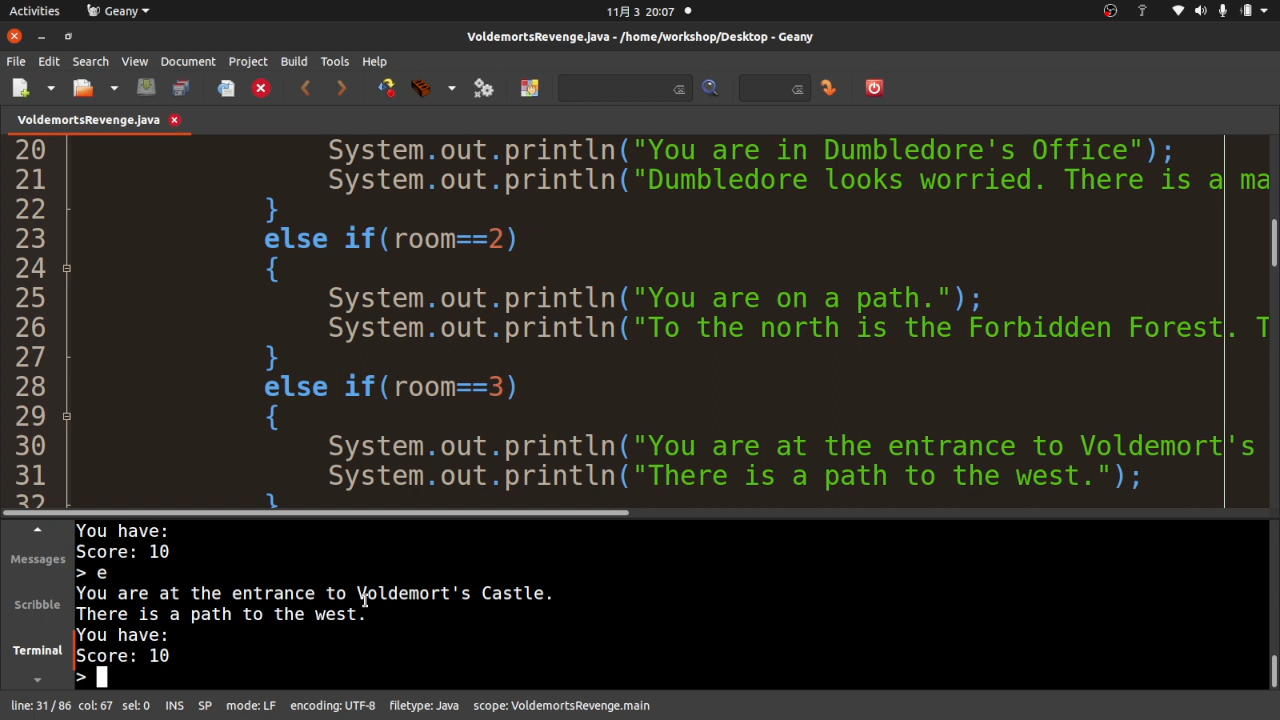 Activities Geany 11月 3 20:07
VoldemortsRevenge.java - /home/workshop/Desktop - Geany
File Edit Search View Document Project Build Tools Help
VoldemortsRevenge.java
20 System.out.println("You are in Dumbledore's Office");
21 System.out.println("Dumbledore looks worried. There is a ma
22 }
23 else if(room==2)
24 {
25 System.out.println("You are on a path.");
26 System.out.println("To the north is the Forbidden Forest. T
27 }
28 else if(room==3)
29 {
30 System.out.println("You are at the entrance to Voldemort's
31 System.out.println("There is a path to the west.");
32 }
Messages
Scribble
Terminal
You have:
Score: 10
> e
You are at the entrance to Voldemort's Castle.
There is a path to the west.
You have:
Score: 10
>
line: 31 / 86 col: 67 sel: 0 INS SP mode: LF encoding: UTF-8 filetype: Java scope: VoldemortsRevenge.main